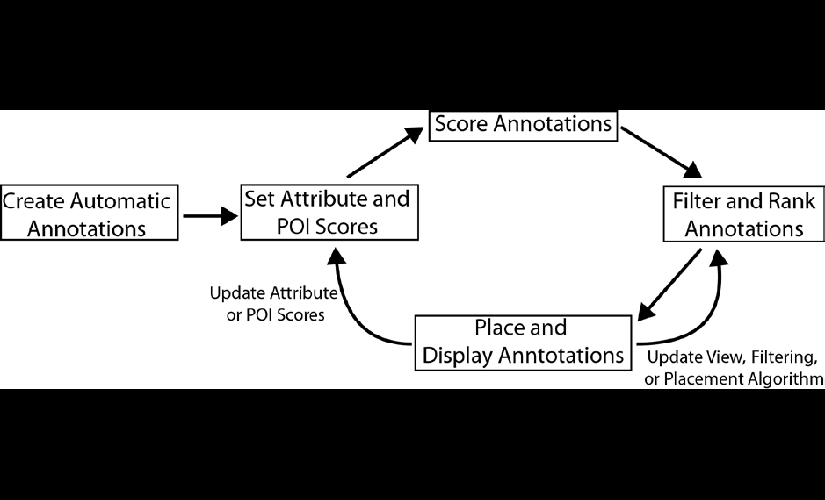 Score Annotations
Create Automatic
Annotations
Set Attribute and
POI Scores
Filter and Rank
Annotations
Update Attribute
or POI Scores
Place and
Display Anntotations
Update View, Filtering,
or Placement Algorithm